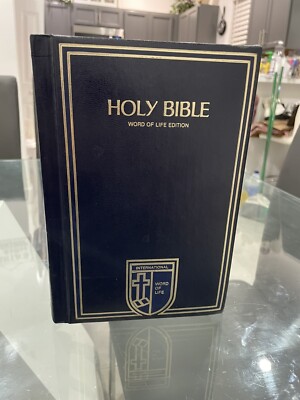 HOLY BIBLE
WORD OF LIFE EDITION
INTERNATIONAL
WORD
OF
LIFE